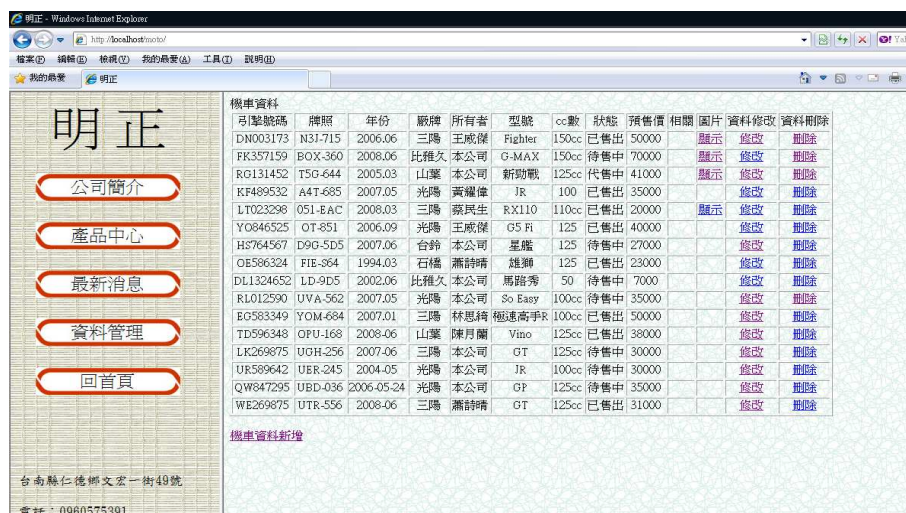 明正 - Windows Internet Explorer
http://localhost/moto/
檔案(F) 編輯(E) 檢視(V) 我的最愛(A) 工具(T) 說明(H)
我的最愛 明正
明正
公司簡介
產品中心
最新消息
資料管理
回首頁
台南縣仁德鄉文宏一街49號
電話：0960575391
機車資料
引擎號碼 牌照 年份 廠牌 所有者 型號 cc數 狀態 預售價 相關 圖片 資料修改 資料刪除
DN003173 N3J-715 2006.06 三陽 王威傑 Fighter 150cc 已售出 50000 顯示 修改 刪除
FK357159 BOX-360 2008.06 比雅久 本公司 G-MAX 150cc 待售中 70000 顯示 修改 刪除
RG131452 T5G-644 2005.03 山葉 本公司 新勁戰 125cc 代售中 41000 顯示 修改 刪除
KF489532 A4T-685 2007.05 光陽 黃耀偉 JR 100 已售出 35000 修改 刪除
LT023298 051-EAC 2008.03 三陽 蔡民生 RX110 110cc 已售出 20000 顯示 修改 刪除
YO846525 OT-851 2006.09 光陽 王威傑 G5 Fi 125 已售出 40000 修改 刪除
HS764567 D9G-5D5 2007.06 台鈴 本公司 星艦 125 待售中 27000 修改 刪除
OE586324 FIE-S64 1994.03 石橋 蕭詩晴 雄獅 125 已售出 23000 修改 刪除
DL1324652 LD-9D5 2002.06 比雅久 本公司 馬路秀 50 待售中 7000 修改 刪除
RL012590 UVA-562 2007.05 光陽 本公司 So Easy 100cc 待售中 35000 修改 刪除
EG583349 YOM-684 2007.01 三陽 林思綺 極速高手R 100cc 已售出 50000 修改 刪除
TD596348 OPU-168 2008-06 山葉 陳月蘭 Vino 125cc 已售出 38000 修改 刪除
LK269875 UGH-256 2007-06 三陽 本公司 GT 125cc 待售中 30000 修改 刪除
UR589642 UER-245 2004-05 光陽 本公司 JR 100cc 待售中 30000 修改 刪除
QW847295 UBD-036 2006-05-24 光陽 本公司 GP 125cc 待售中 35000 修改 刪除
WE269875 UTR-556 2008-06 三陽 蕭詩晴 GT 125cc 已售出 31000 修改 刪除
機車資料新增